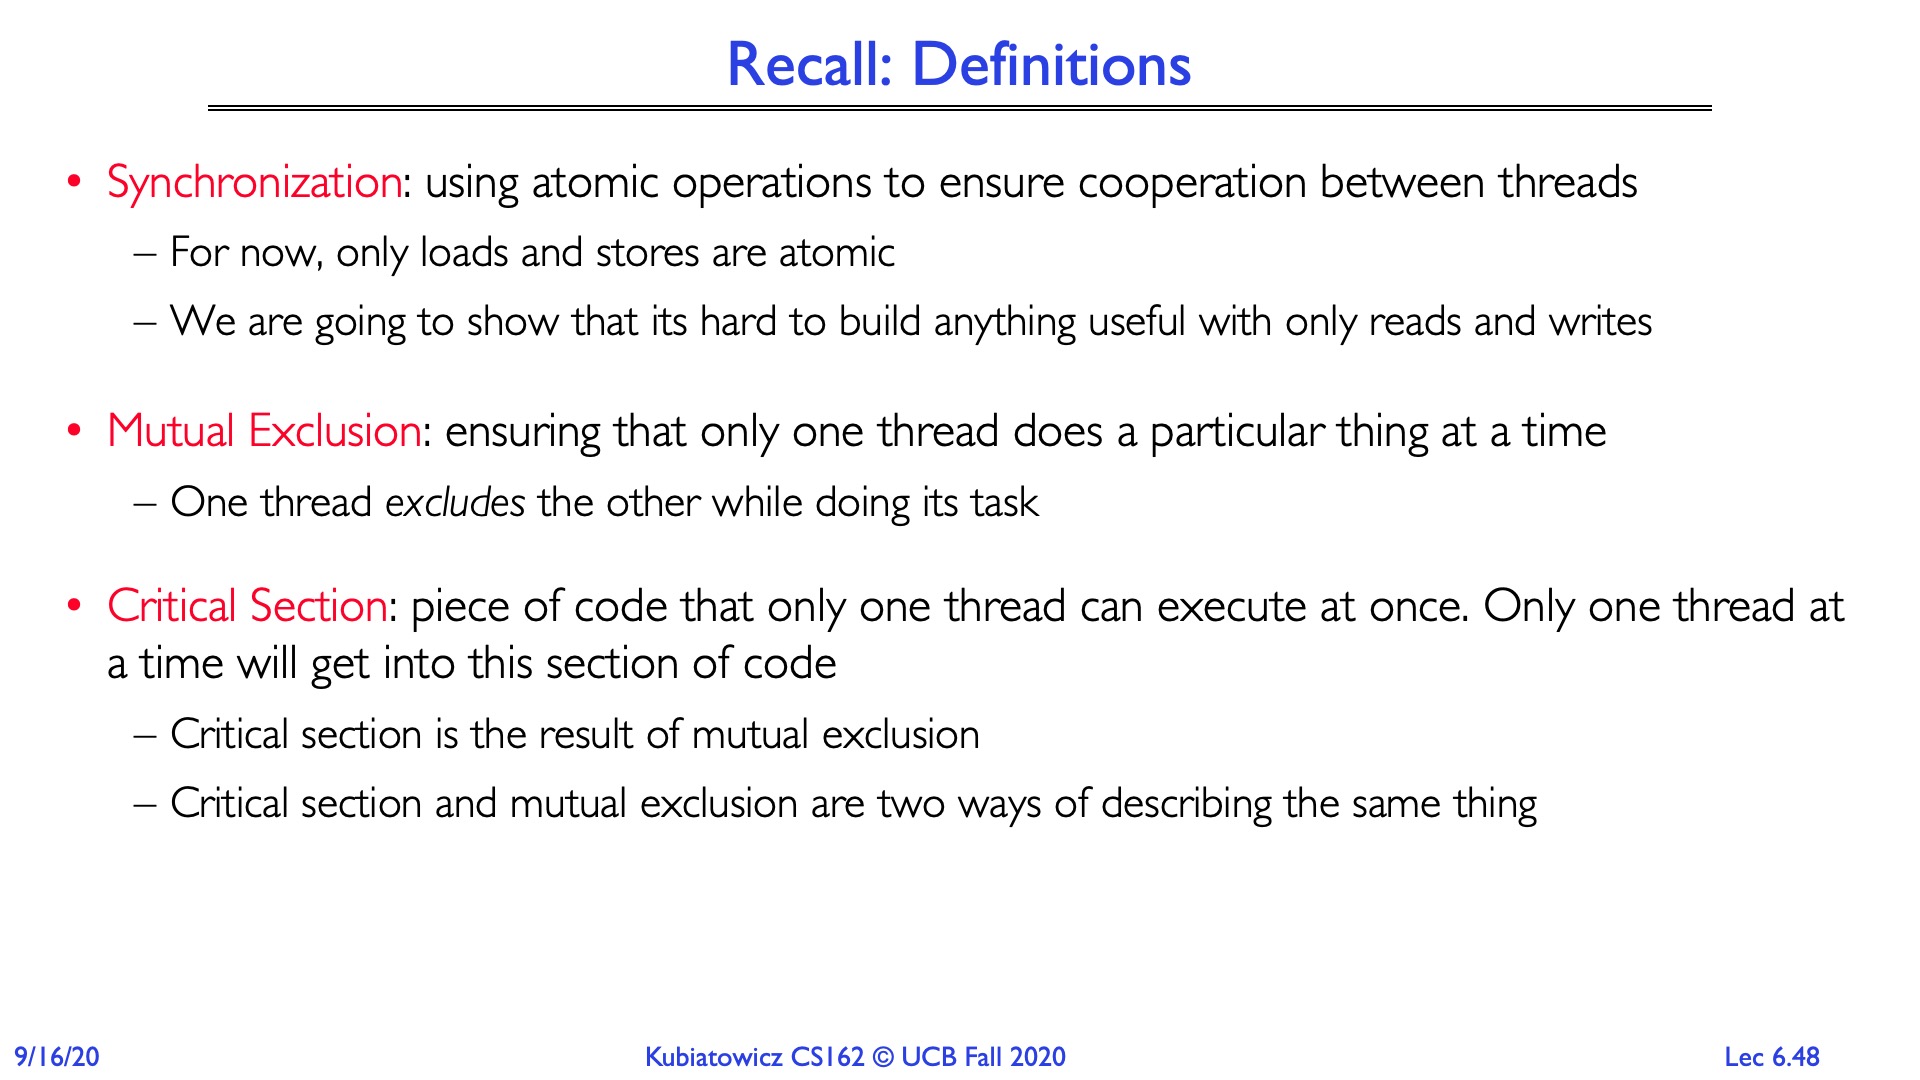 Recall: Definitions
• Synchronization: using atomic operations to ensure cooperation between threads
– For now, only loads and stores are atomic
– We are going to show that its hard to build anything useful with only reads and writes
• Mutual Exclusion: ensuring that only one thread does a particular thing at a time
– One thread excludes the other while doing its task
• Critical Section: piece of code that only one thread can execute at once. Only one thread at
a time will get into this section of code
– Critical section is the result of mutual exclusion
– Critical section and mutual exclusion are two ways of describing the same thing
9/16/20
Kubiatowicz CS162 © UCB Fall 2020
Lec 6.48